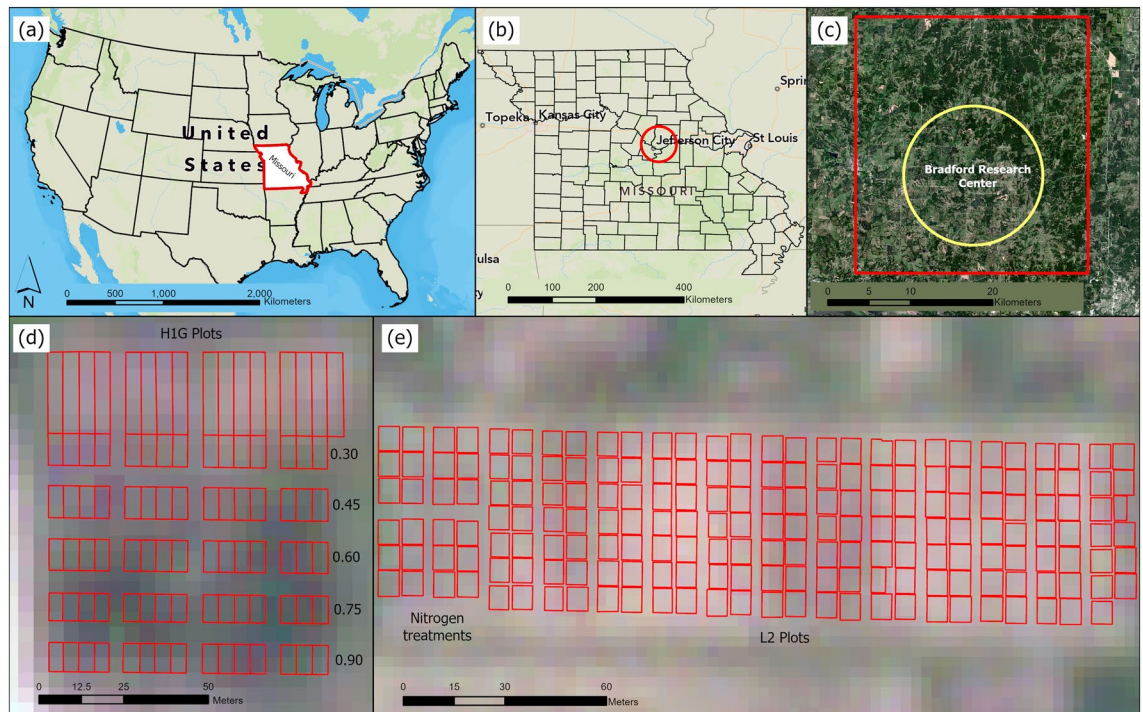 (a)
United
States
Missouri
N
0 500 1,000 2,000
Kilometers
(b)
Topeka
Kansas City
Sprin
Jefferson City
St Louis
MISSOURI
ulsa
0 100 200 400
Kilometers
(c)
Bradford Research
Center
0 5 10 20
Kilometers
(d)
H1G Plots
0.30
0.45
0.60
0.75
0.90
0 12.5 25 50
Meters
(e)
Nitrogen
treatments
L2 Plots
0 15 30 60
Meters